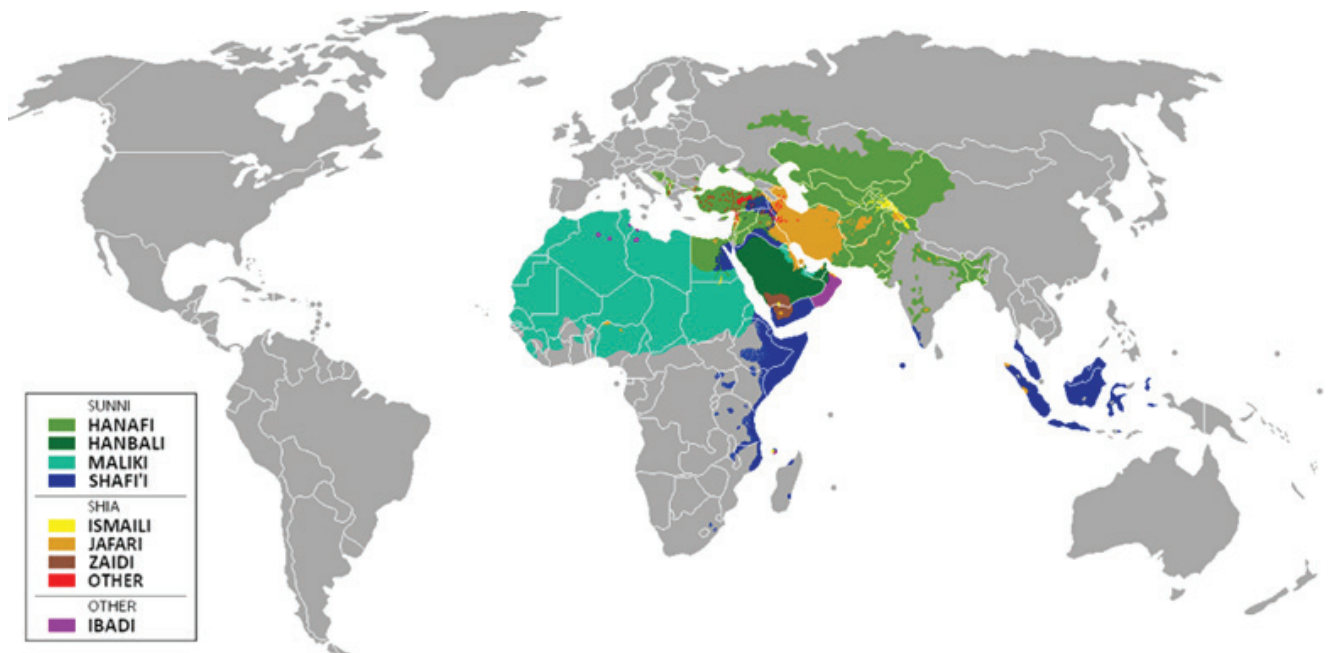 SUNNI
HANAFI
HANBALI
MALIKI
SHAFI'I
SHIA
ISMAILI
JAFARI
ZAIDI
OTHER
OTHER
IBADI